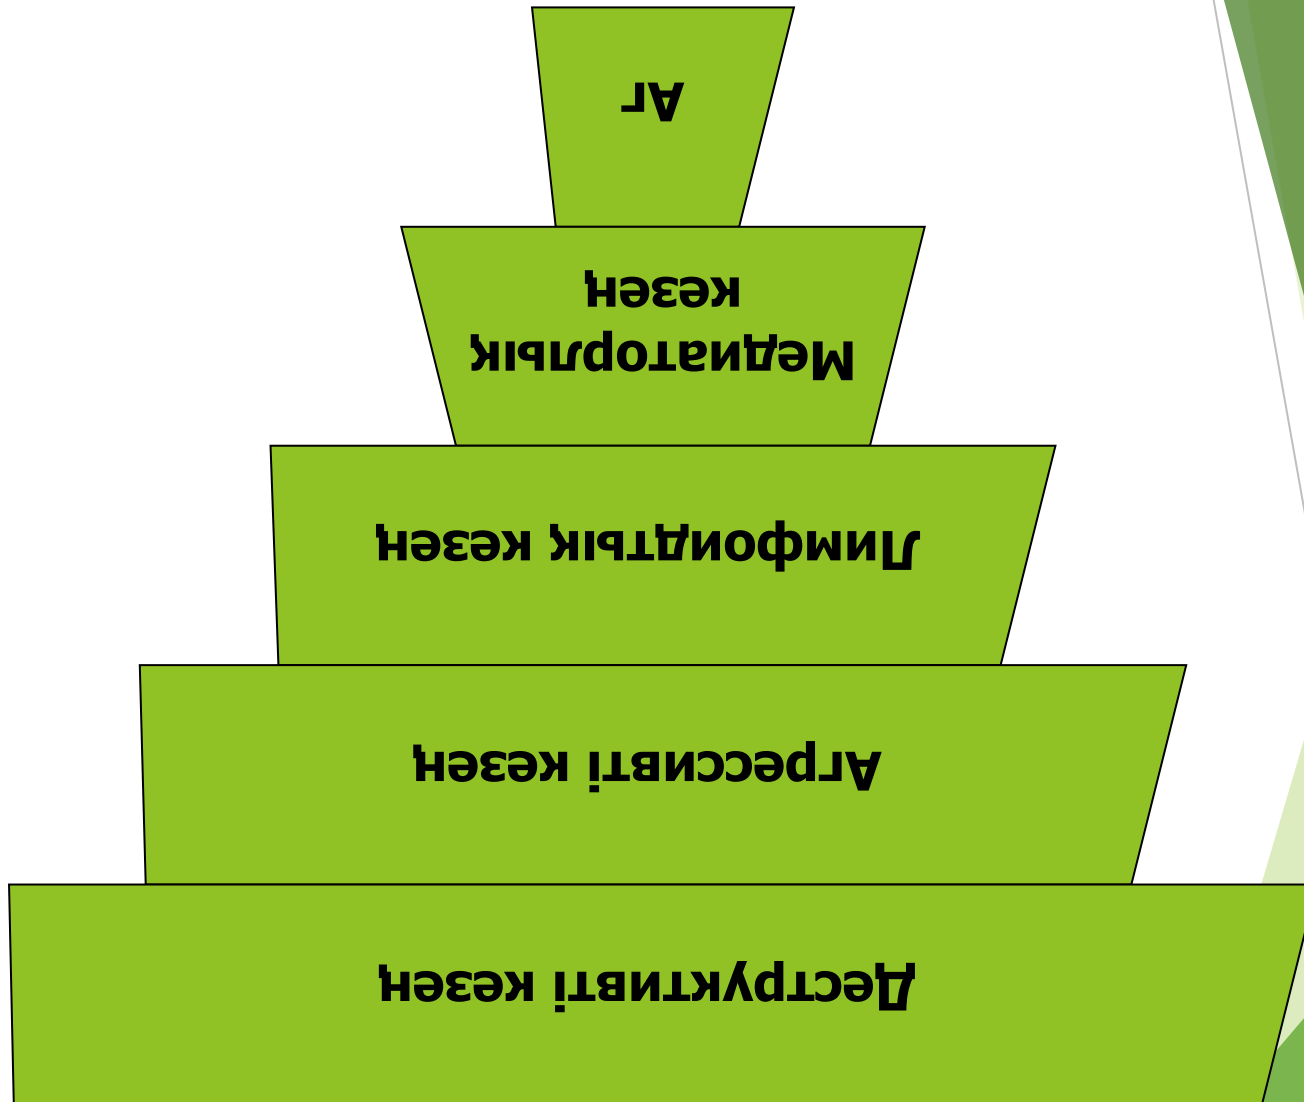 Деструктивті кезең
Агрессивті кезең
Лимфоидтық кезең
Медиаторлық
кезең
Аг